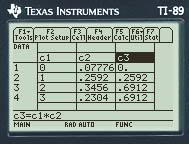 TEXAS INSTRUMENTS TI-89
F1 F2 F3 F4 F5 F6 F7
Tools Plot Setup Cell Header Calc Util Stat
DATA
c1 c2 c3
1 0 .07776 0.
2 1 .2592 .2592
3 2 .3456 .6912
4 3 .2304 .6912
c3=c1*c2
MAIN RAD AUTO FUNC